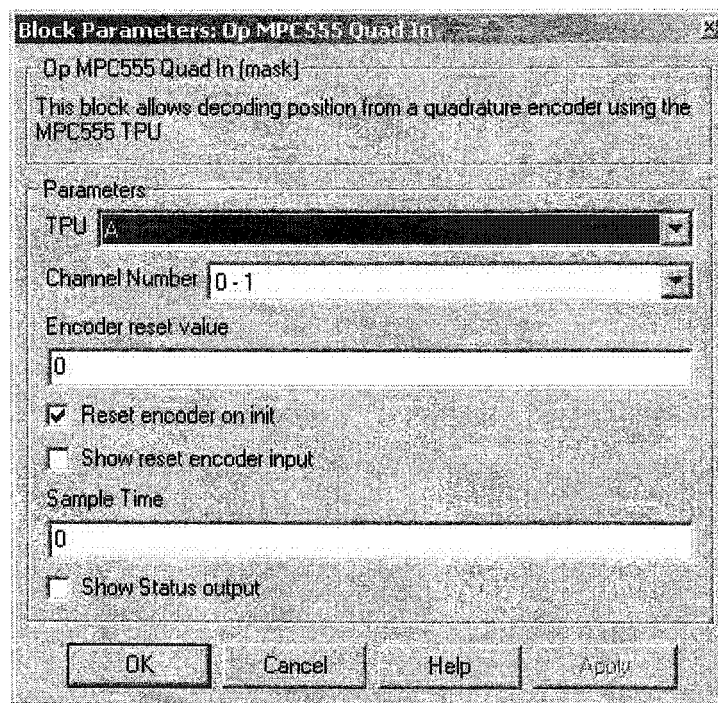 Block Parameters: Op MPC555 Quad In
Op MPC555 Quad In (mask)
This block allows decoding position from a quadrature encoder using the
MPC555 TPU
Parameters
TPU A
Channel Number 0 - 1
Encoder reset value
0
Reset encoder on init
Show reset encoder input
Sample Time
0
Show Status output
OK Cancel Help Apply